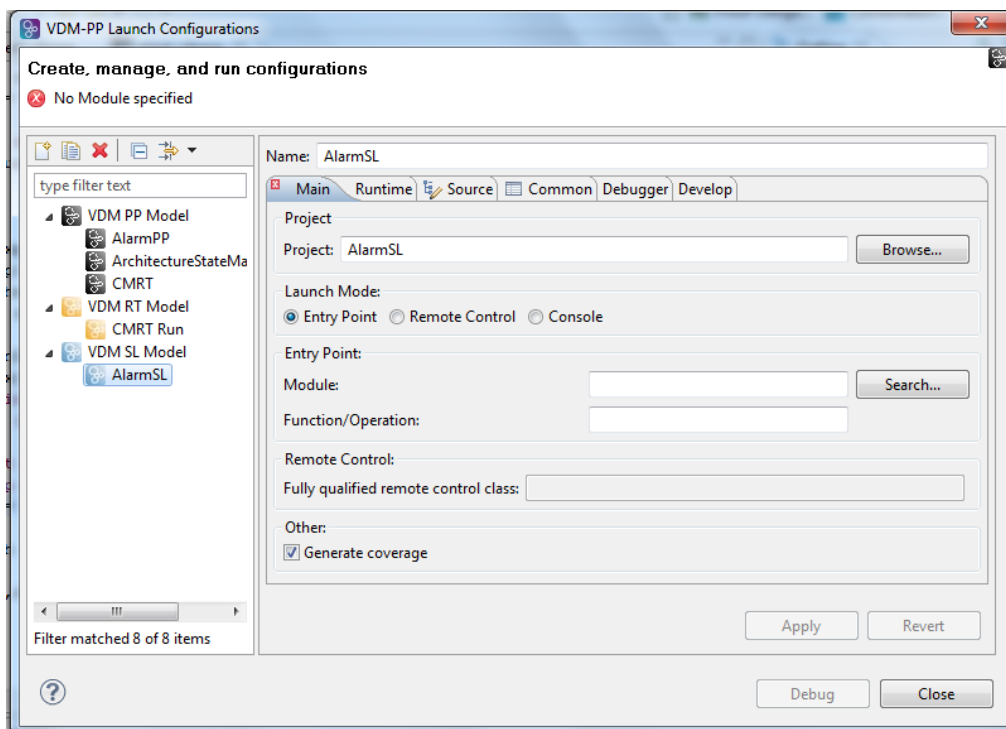 VDM-PP Launch Configurations
Create, manage, and run configurations
No Module specified
type filter text
VDM PP Model
AlarmPP
ArchitectureStateMa
CMRT
VDM RT Model
CMRT Run
VDM SL Model
AlarmSL
Filter matched 8 of 8 items
Name: AlarmSL
Main Runtime Source Common Debugger Develop
Project
Project: AlarmSL Browse...
Launch Mode:
Entry Point Remote Control Console
Entry Point:
Module: Search...
Function/Operation:
Remote Control:
Fully qualified remote control class:
Other:
Generate coverage
Apply Revert
Debug Close